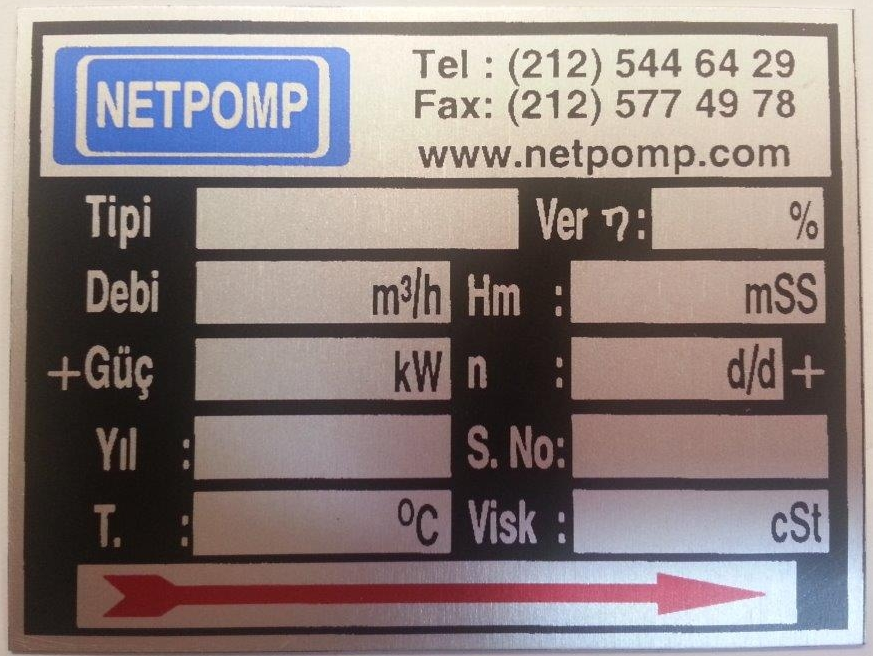 NETPOMP
Tel : (212) 544 64 29
Fax: (212) 577 49 78
www.netpomp.com
Tipi Ver η: %
Debi m³/h Hm : mSS
+Güç kW n : d/d +
Yıl : S. No:
T. : ºC Visk : cSt